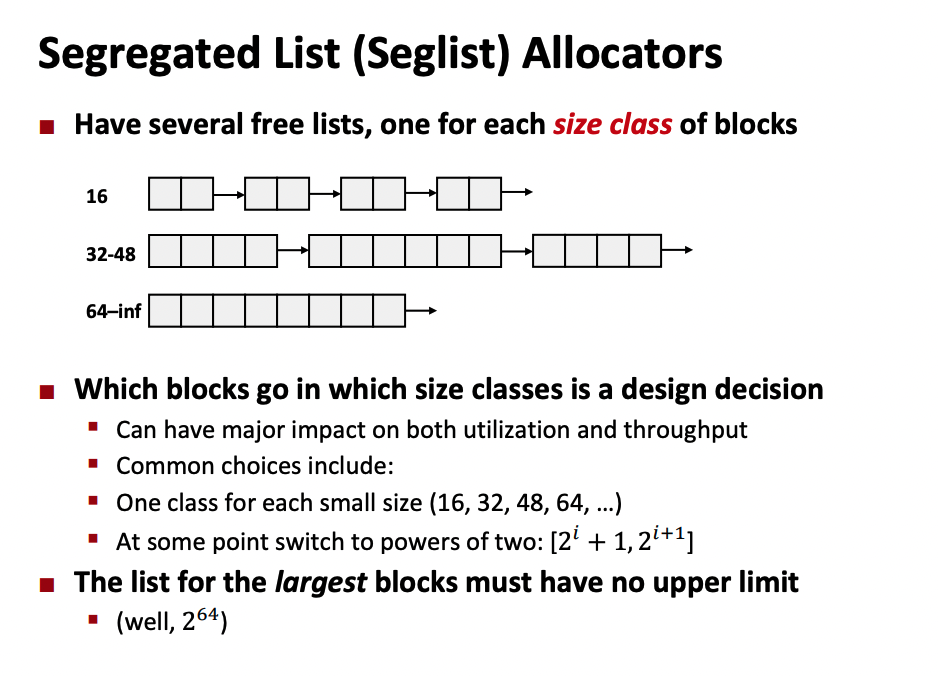 Segregated List (Seglist) Allocators
■ Have several free lists, one for each size class of blocks
16
32-48
64–inf
■ Which blocks go in which size classes is a design decision
▪ Can have major impact on both utilization and throughput
▪ Common choices include:
▪ One class for each small size (16, 32, 48, 64, …)
▪ At some point switch to powers of two: [2^i + 1, 2^{i+1}]
■ The list for the largest blocks must have no upper limit
▪ (well, 2^{64})